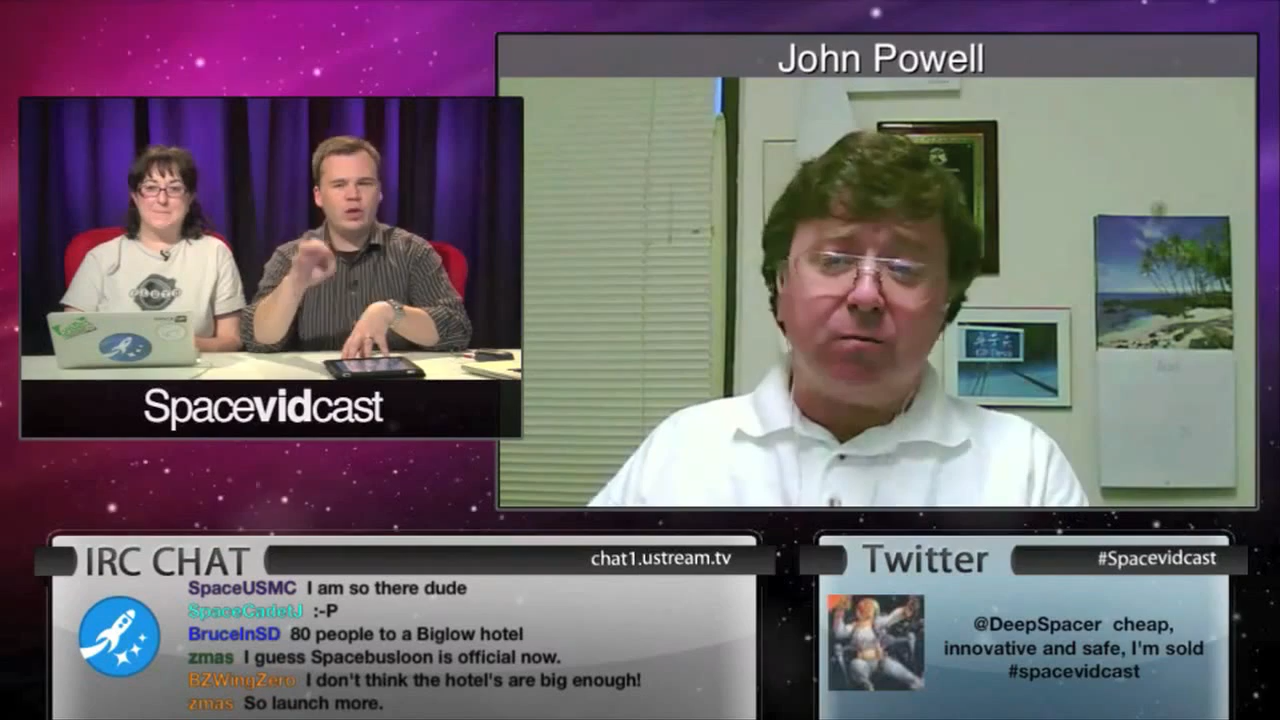 John Powell
Spacevidcast
IRC CHAT
chat1.ustream.tv
SpaceUSMC I am so there dude
SpaceCadetJ :-P
BruceInSD 80 people to a Biglow hotel
zmas I guess Spacebusloon is official now.
BZWingZero I don't think the hotel's are big enough!
zmas So launch more.
Twitter
#Spacevidcast
@DeepSpacer cheap,
innovative and safe, I'm sold
#spacevidcast